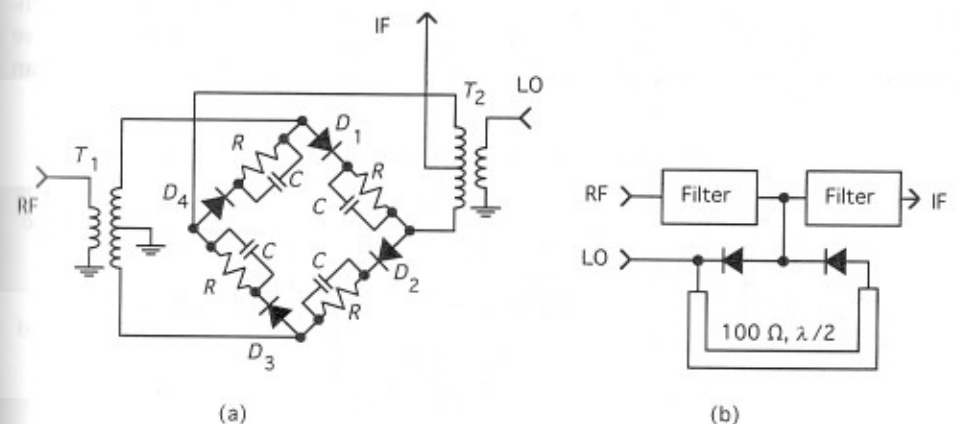 IF
LO
T2
D1
R
T1
R
C
RF
D4
C
C
C
D2
R
R
D3
(a)
RF
Filter
Filter
IF
LO
100 Ω, λ/2
(b)